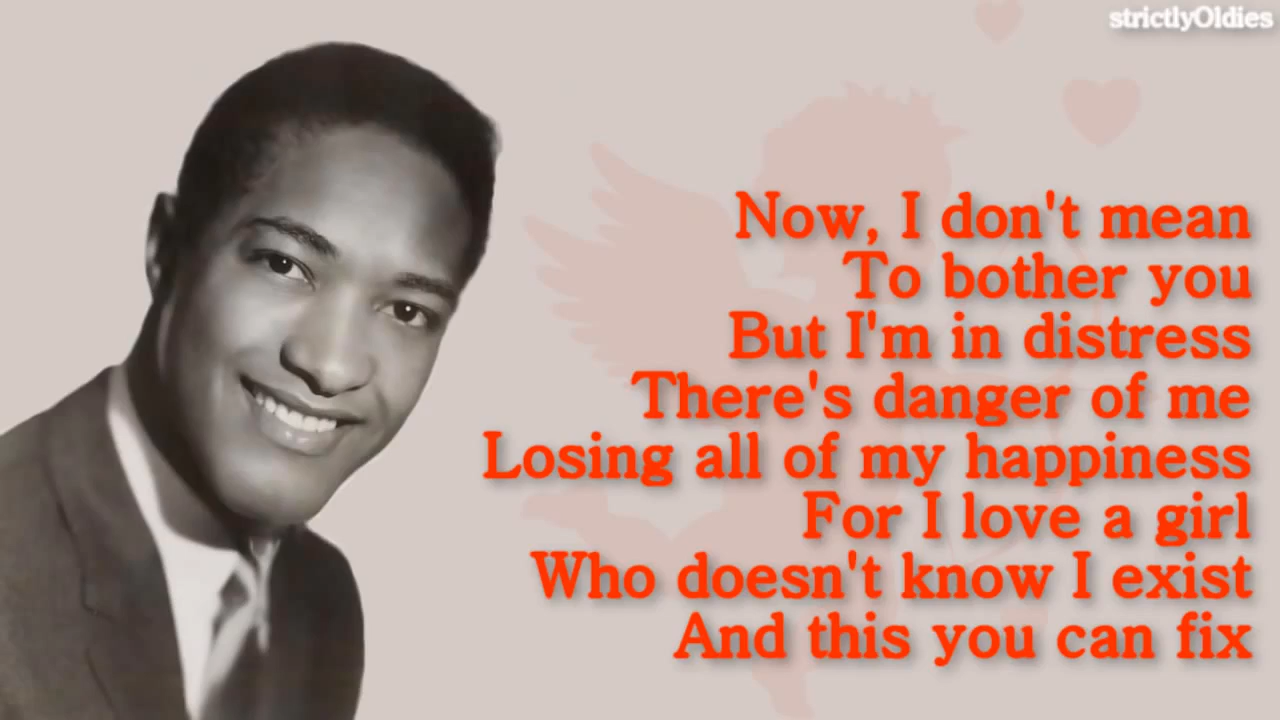 strictlyOldies
Now, I don't mean
To bother you
But I'm in distress
There's danger of me
Losing all of my happiness
For I love a girl
Who doesn't know I exist
And this you can fix